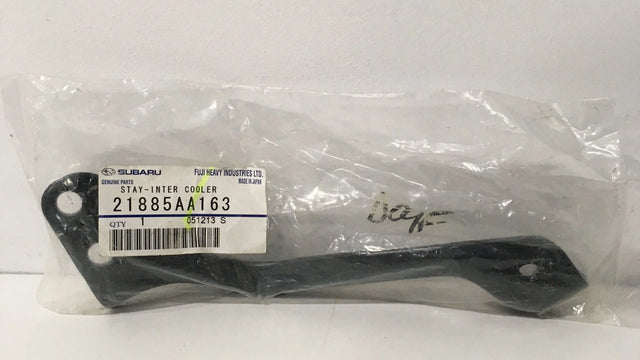 SUBARU
FUJI HEAVY INDUSTRIES LTD.
GENUINE PARTS
MADE IN JAPAN
STAY-INTER COOLER
21885AA163
QTY 1 051213 S